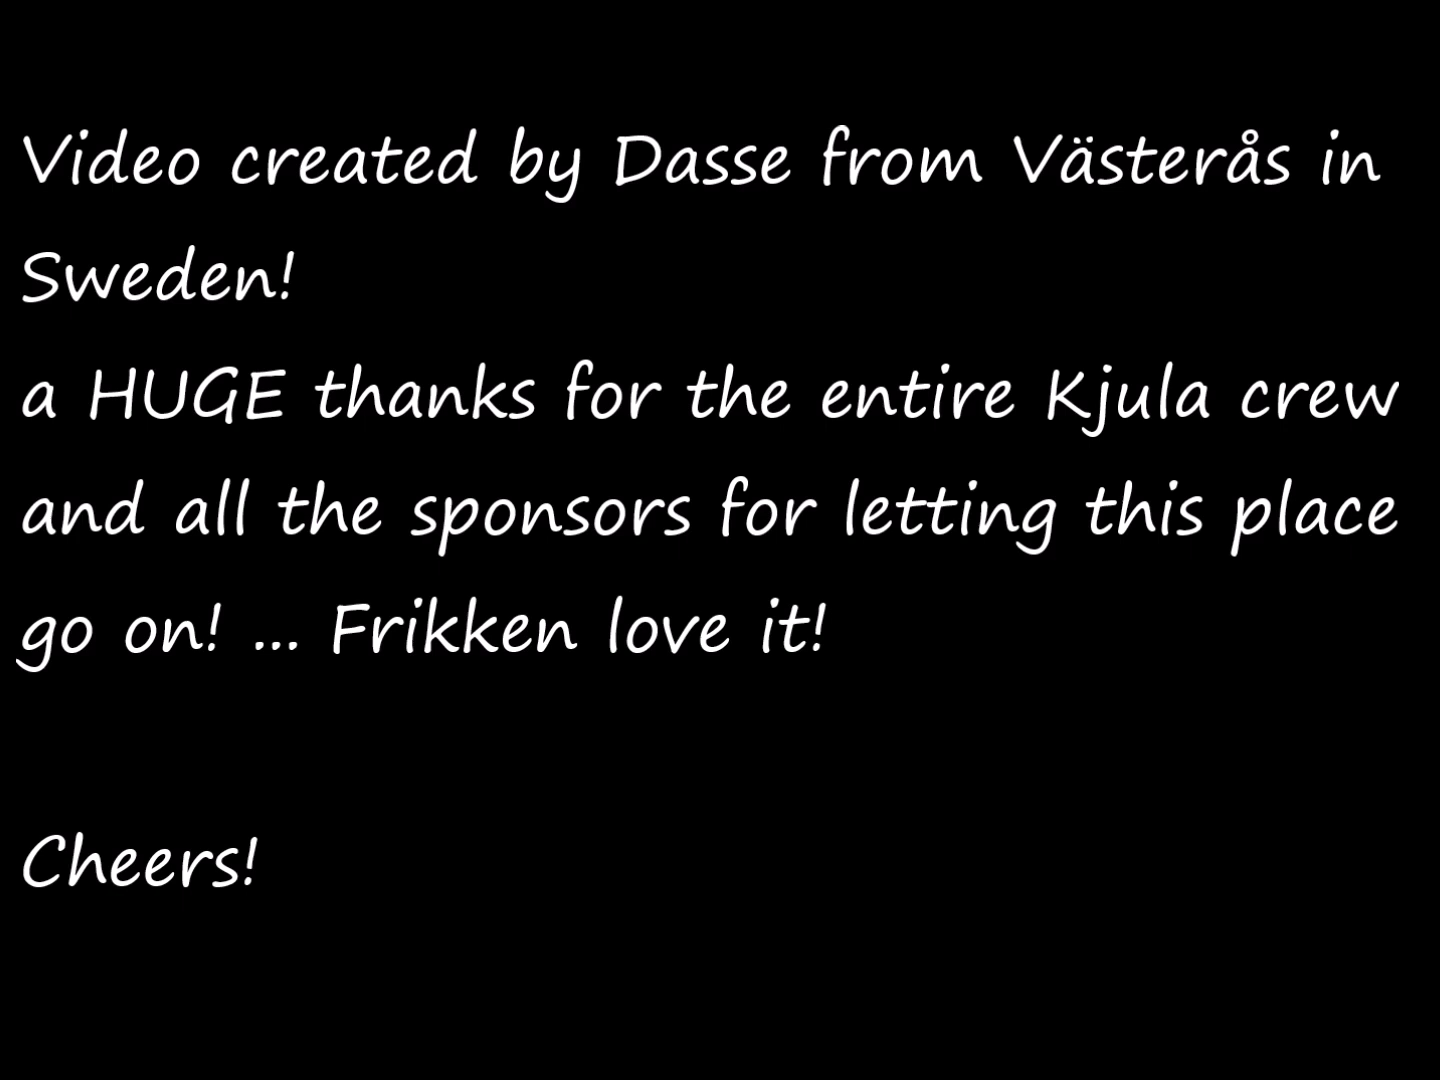 Video created by Dasse from Västerås in
Sweden!
a HUGE thanks for the entire Kjula crew
and all the sponsors for letting this place
go on! ... Frikken love it!
Cheers!